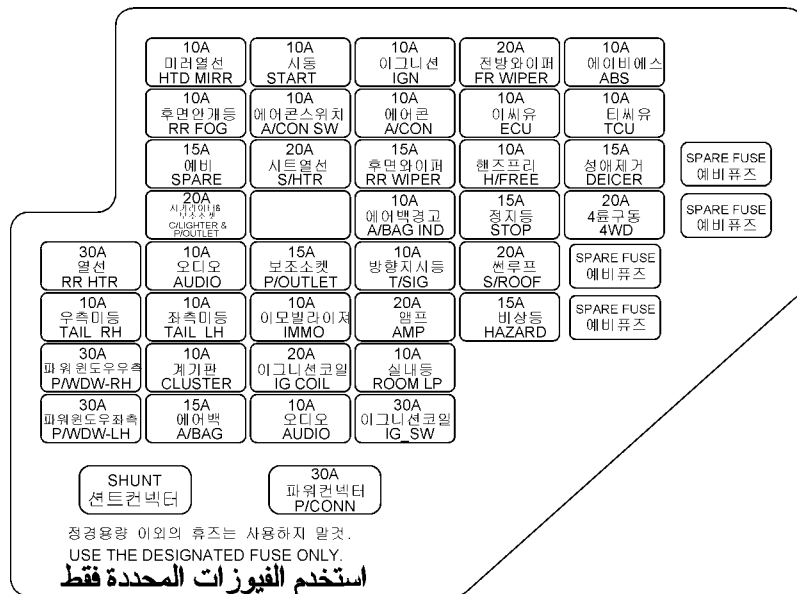 10A
미러열선
HTD MIRR
10A
시동
START
10A
이그니션
IGN
20A
전방와이퍼
FR WIPER
10A
에이비에스
ABS
10A
후면안개등
RR FOG
10A
에어콘스위치
A/CON SW
10A
에어콘
A/CON
10A
이씨유
ECU
10A
티씨유
TCU
15A
예비
SPARE
20A
시트열선
S/HTR
15A
후면와이퍼
RR WIPER
10A
핸즈프리
H/FREE
15A
성애제거
DEICER
SPARE FUSE
예비퓨즈
20A
시가라이터&
보조소켓
C/LIGHTER &
P/OUTLET
10A
에어백경고
A/BAG IND
15A
정지등
STOP
20A
4륜구동
4WD
SPARE FUSE
예비퓨즈
30A
열선
RR HTR
10A
오디오
AUDIO
15A
보조소켓
P/OUTLET
10A
방향지시등
T/SIG
20A
썬루프
S/ROOF
SPARE FUSE
예비퓨즈
10A
우측미등
TAIL RH
10A
좌측미등
TAIL LH
10A
이모빌라이져
IMMO
20A
앰프
AMP
15A
비상등
HAZARD
SPARE FUSE
예비퓨즈
30A
파워윈도우우측
P/WDW-RH
10A
계기판
CLUSTER
20A
이그니션코일
IG COIL
10A
실내등
ROOM LP
30A
파워윈도우좌측
P/WDW-LH
15A
에어백
A/BAG
10A
오디오
AUDIO
30A
이그니션코일
IG_SW
SHUNT
션트컨넥터
30A
파워컨넥터
P/CONN
정경용량 이외의 휴즈는 사용하지 말것.
USE THE DESIGNATED FUSE ONLY.
استخدم الفيوزات المحددة فقط